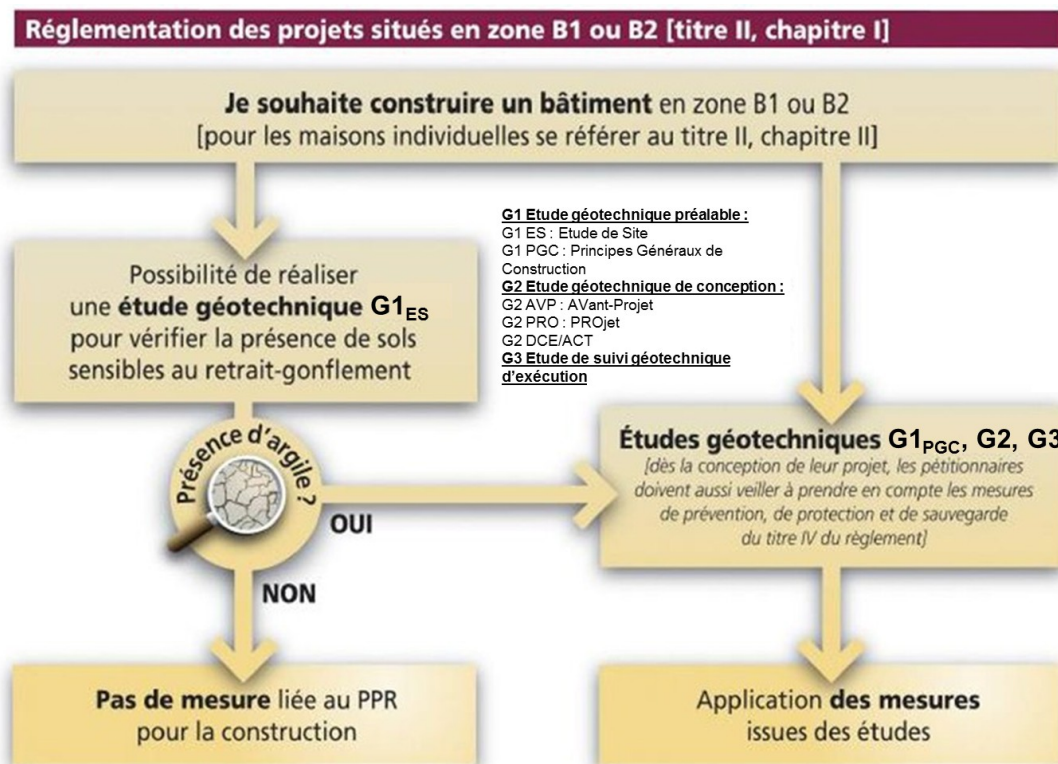 Réglementation des projets situés en zone B1 ou B2 [titre II, chapitre I]
Je souhaite construire un bâtiment en zone B1 ou B2
[pour les maisons individuelles se référer au titre II, chapitre II]
Possibilité de réaliser
une étude géotechnique G1ES
pour vérifier la présence de sols
sensibles au retrait-gonflement
G1 Etude géotechnique préalable :
G1 ES : Etude de Site
G1 PGC : Principes Généraux de
Construction
G2 Etude géotechnique de conception :
G2 AVP : AVant-Projet
G2 PRO : PROjet
G2 DCE/ACT
G3 Etude de suivi géotechnique
d'exécution
Présence d'argile ?
OUI
NON
Études géotechniques G1PGC, G2, G3
[dès la conception de leur projet, les pétitionnaires
doivent aussi veiller à prendre en compte les mesures
de prévention, de protection et de sauvegarde
du titre IV du règlement]
Pas de mesure liée au PPR
pour la construction
Application des mesures
issues des études